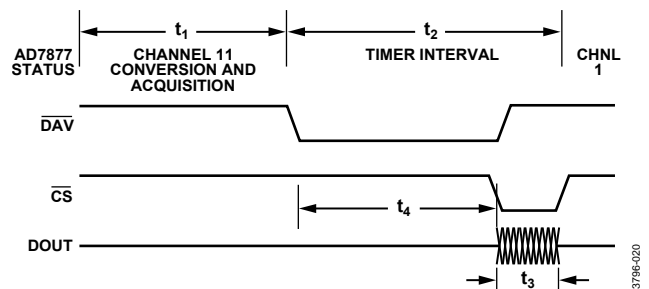 t1
t2
AD7877
STATUS
CHANNEL 11
CONVERSION AND
ACQUISITION
TIMER INTERVAL
CHNL
1
DAV
CS
t4
DOUT
t3
3796-020